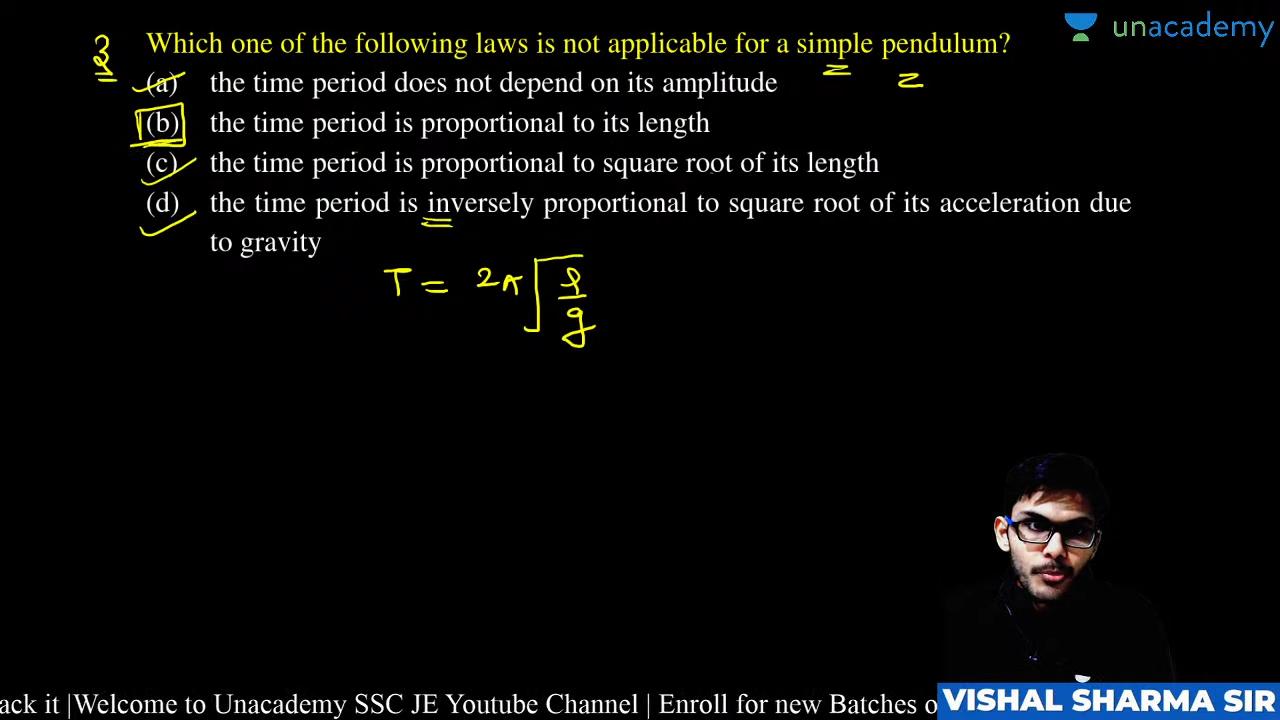 unacademy
Which one of the following laws is not applicable for a simple pendulum?
(a) the time period does not depend on its amplitude
(b) the time period is proportional to its length
(c) the time period is proportional to square root of its length
(d) the time period is inversely proportional to square root of its acceleration due
to gravity
T = 2π√(l/g)
ack it |Welcome to Unacademy SSC JE Youtube Channel | Enroll for new Batches o
VISHAL SHARMA SIR